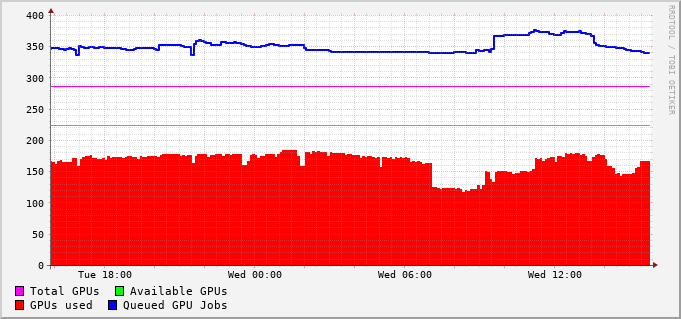 400
350
300
250
200
150
100
50
0
Tue 18:00 Wed 00:00 Wed 06:00 Wed 12:00
Total GPUs Available GPUs
GPUs used Queued GPU Jobs
RRDTOOL / TOBI OETIKER